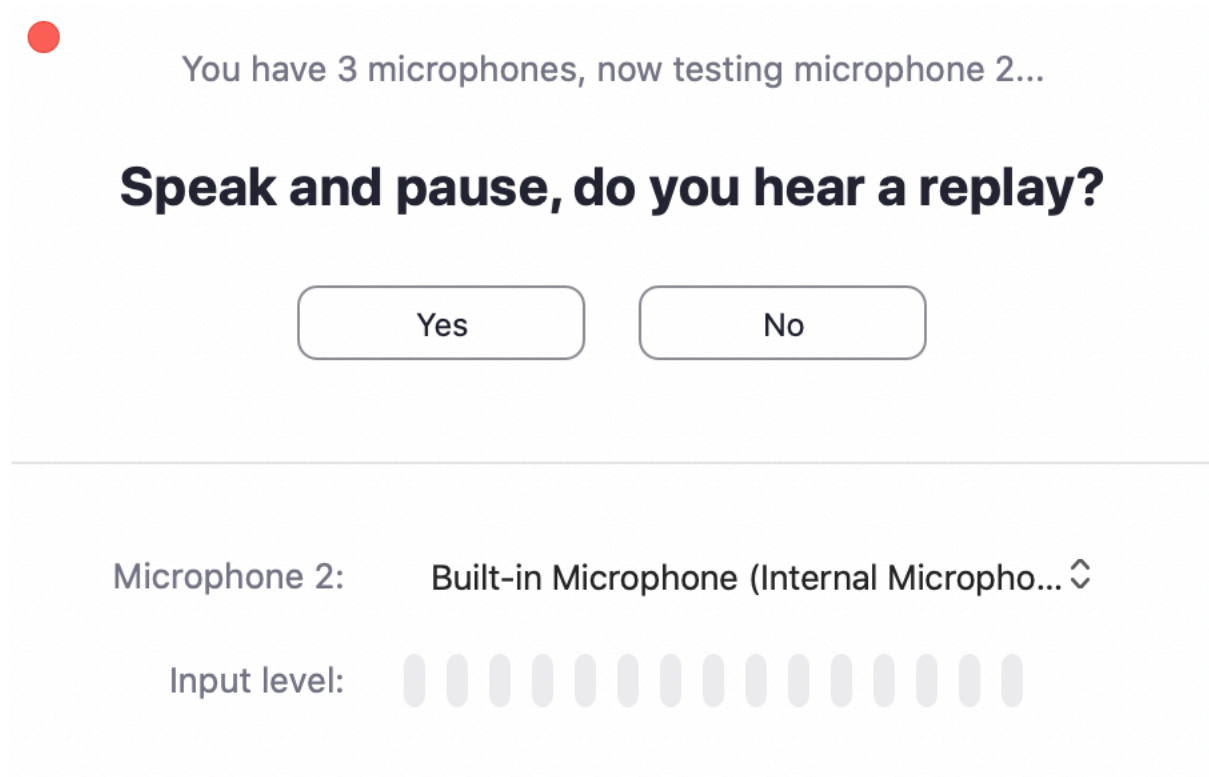 You have 3 microphones, now testing microphone 2...
Speak and pause, do you hear a replay?
Yes No
Microphone 2: Built-in Microphone (Internal Micropho...
Input level: